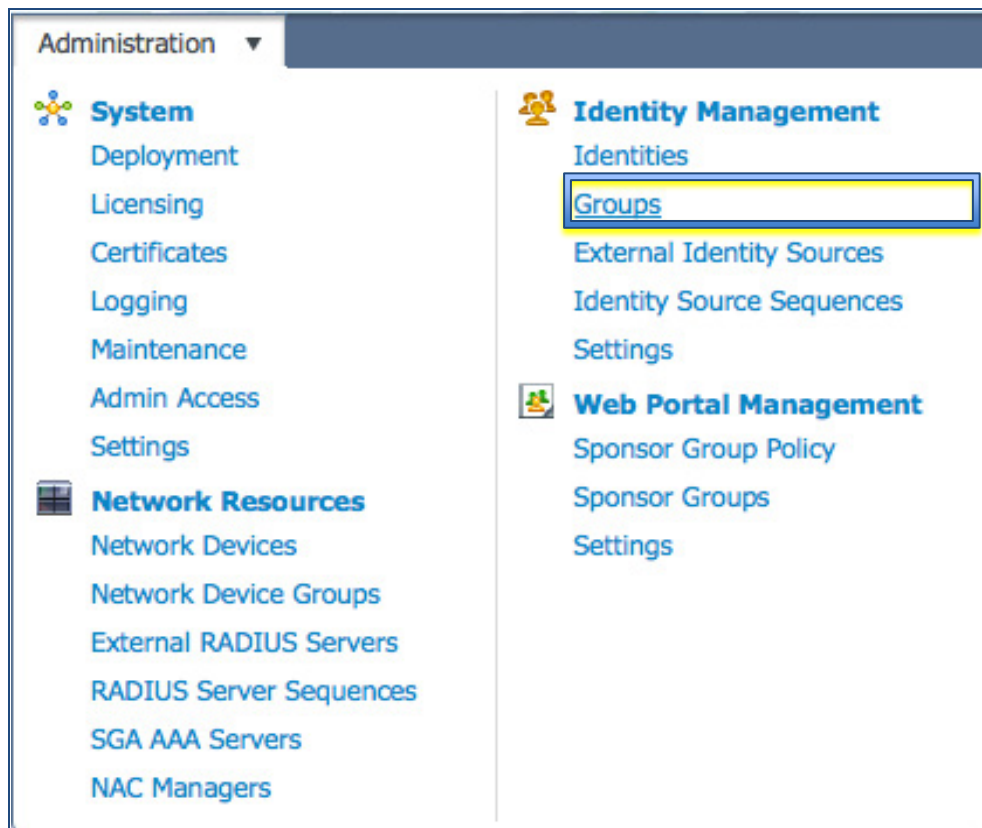 Administration ▼
System
Deployment
Licensing
Certificates
Logging
Maintenance
Admin Access
Settings
Network Resources
Network Devices
Network Device Groups
External RADIUS Servers
RADIUS Server Sequences
SGA AAA Servers
NAC Managers
Identity Management
Identities
Groups
External Identity Sources
Identity Source Sequences
Settings
Web Portal Management
Sponsor Group Policy
Sponsor Groups
Settings